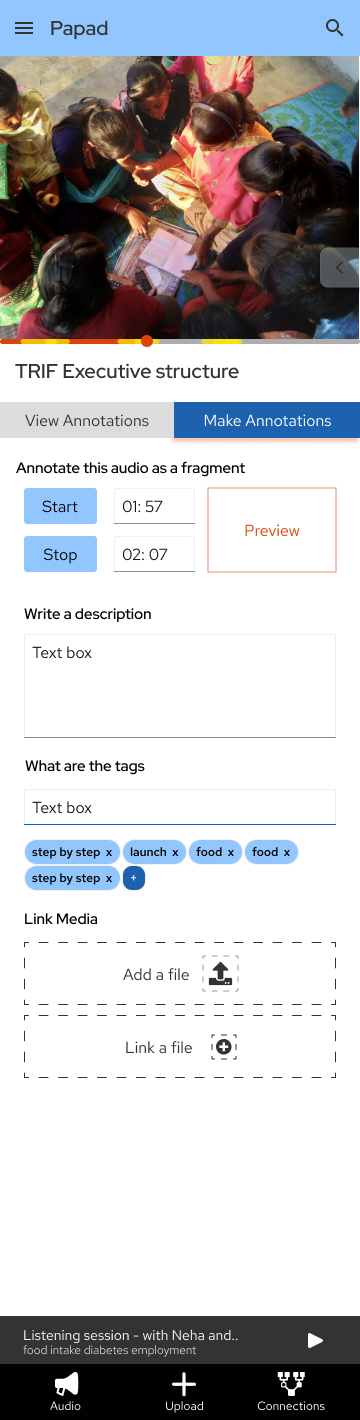 Papad
TRIF Executive structure
View Annotations
Make Annotations
Annotate this audio as a fragment
Start
01: 57
Preview
Stop
02: 07
Write a description
Text box
What are the tags
Text box
step by step x
launch x
food x
food x
step by step x
+
Link Media
Add a file
Link a file
Listening session - with Neha and..
food intake diabetes employment
Audio
Upload
Connections